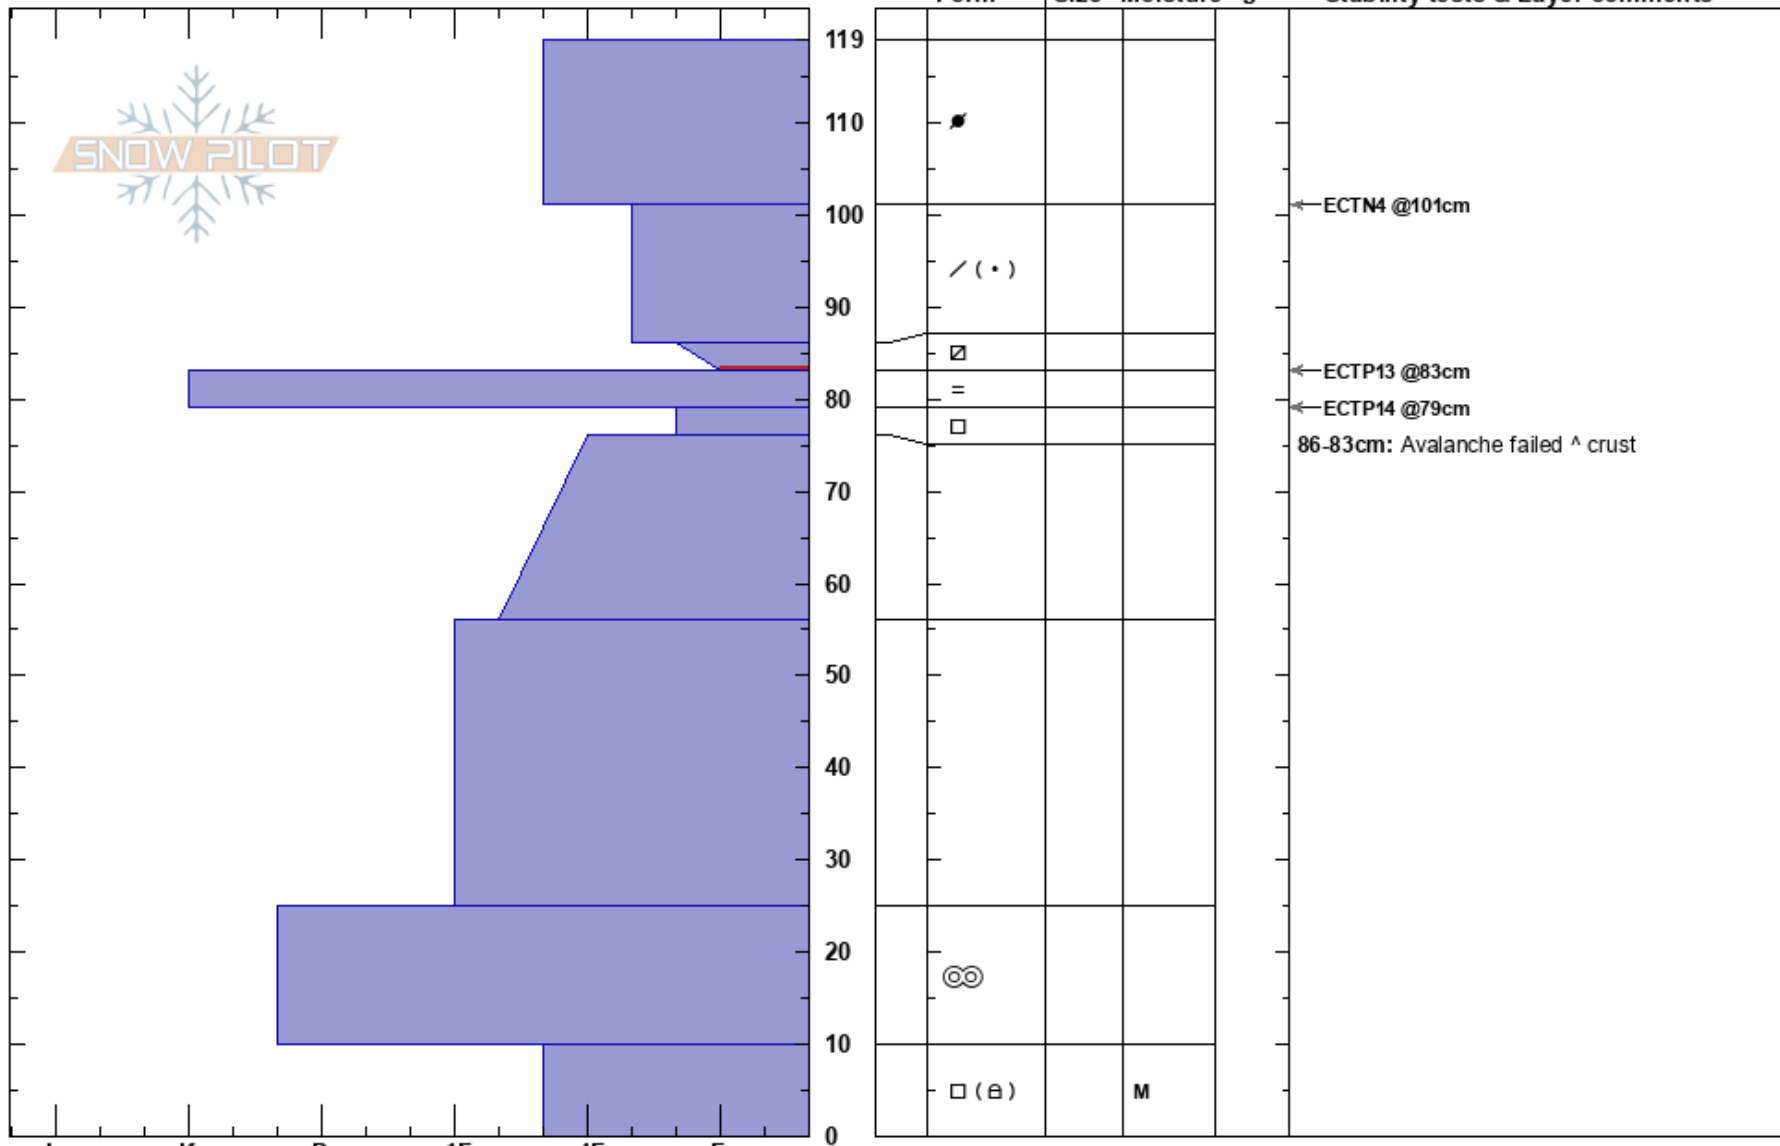 SNOW PILOT
119
110
100
90
80
70
60
50
40
30
20
10
0
ECTN4 @101cm
/ ( • )
ECTP13 @83cm
=
ECTP14 @79cm
86-83cm: Avalanche failed ^ crust
M